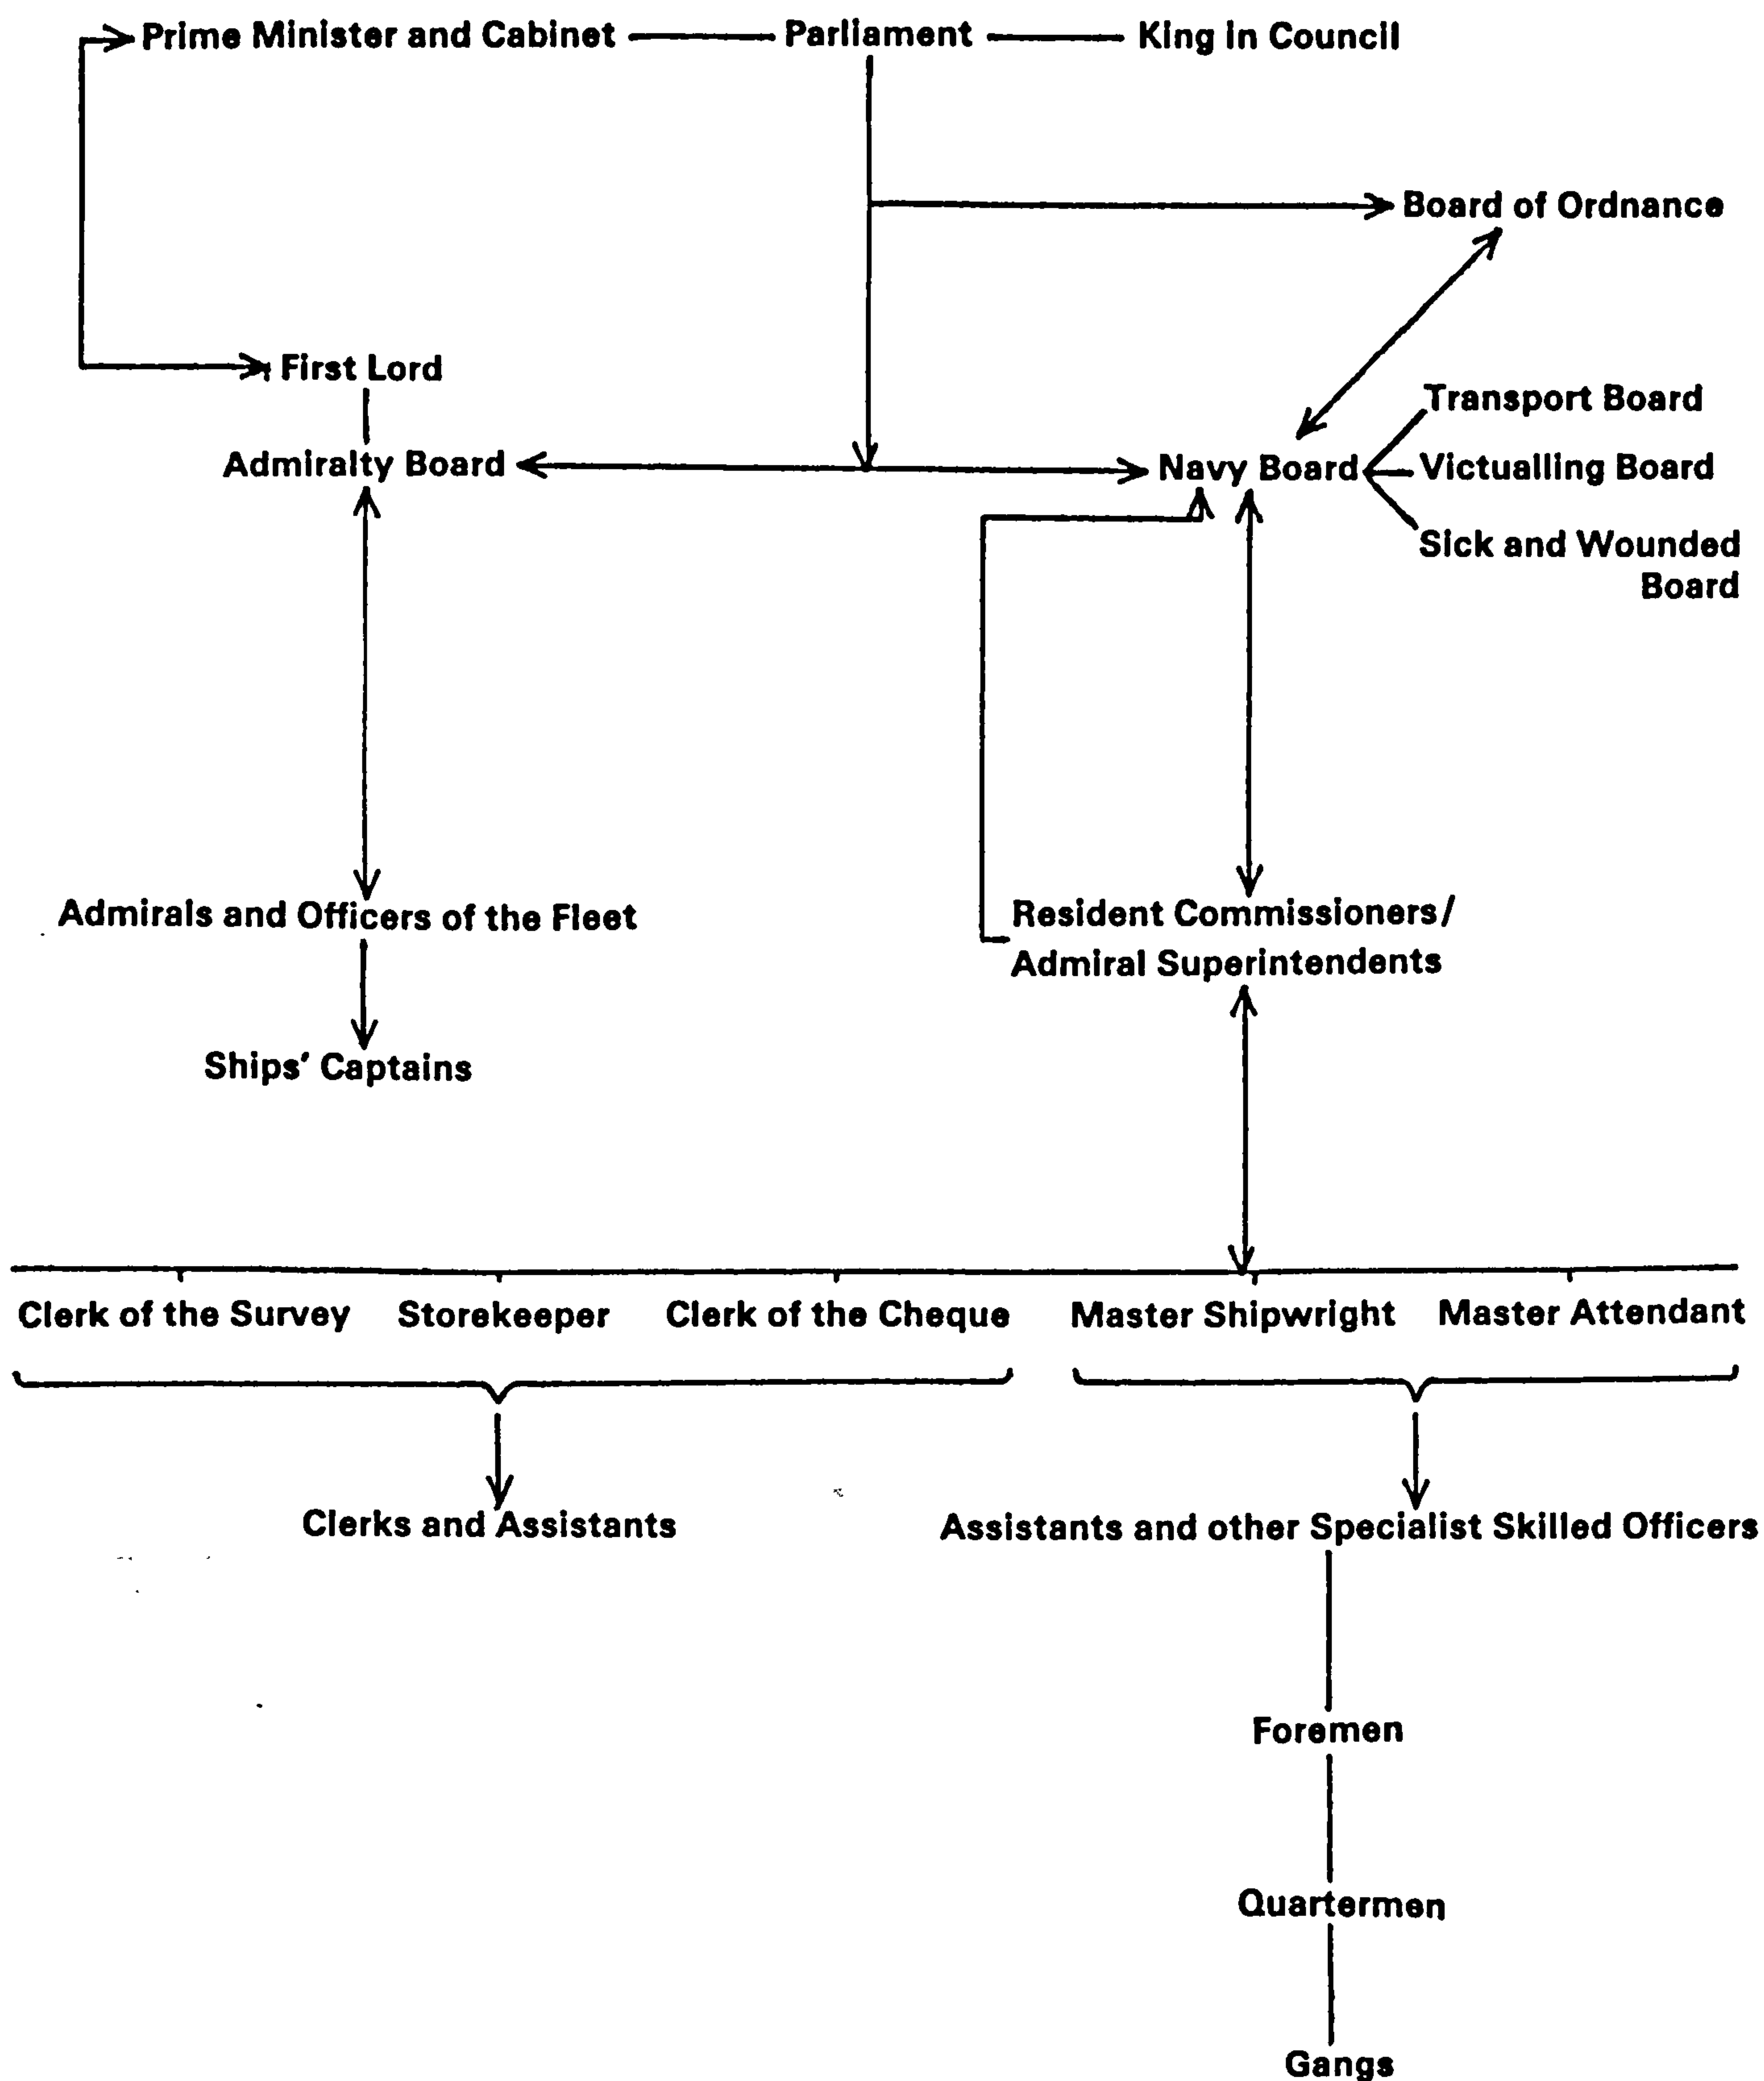 Prime Minister and Cabinet
Parliament
King in Council
Board of Ordnance
First Lord
Transport Board
Admiralty Board
Navy Board
Victualling Board
Sick and Wounded
Board
Admirals and Officers of the Fleet
Resident Commissioners/
Admiral Superintendents
Ships' Captains
Clerk of the Survey
Storekeeper
Clerk of the Cheque
Master Shipwright
Master Attendant
Clerks and Assistants
Assistants and other Specialist Skilled Officers
Foremen
Quartermen
Gangs